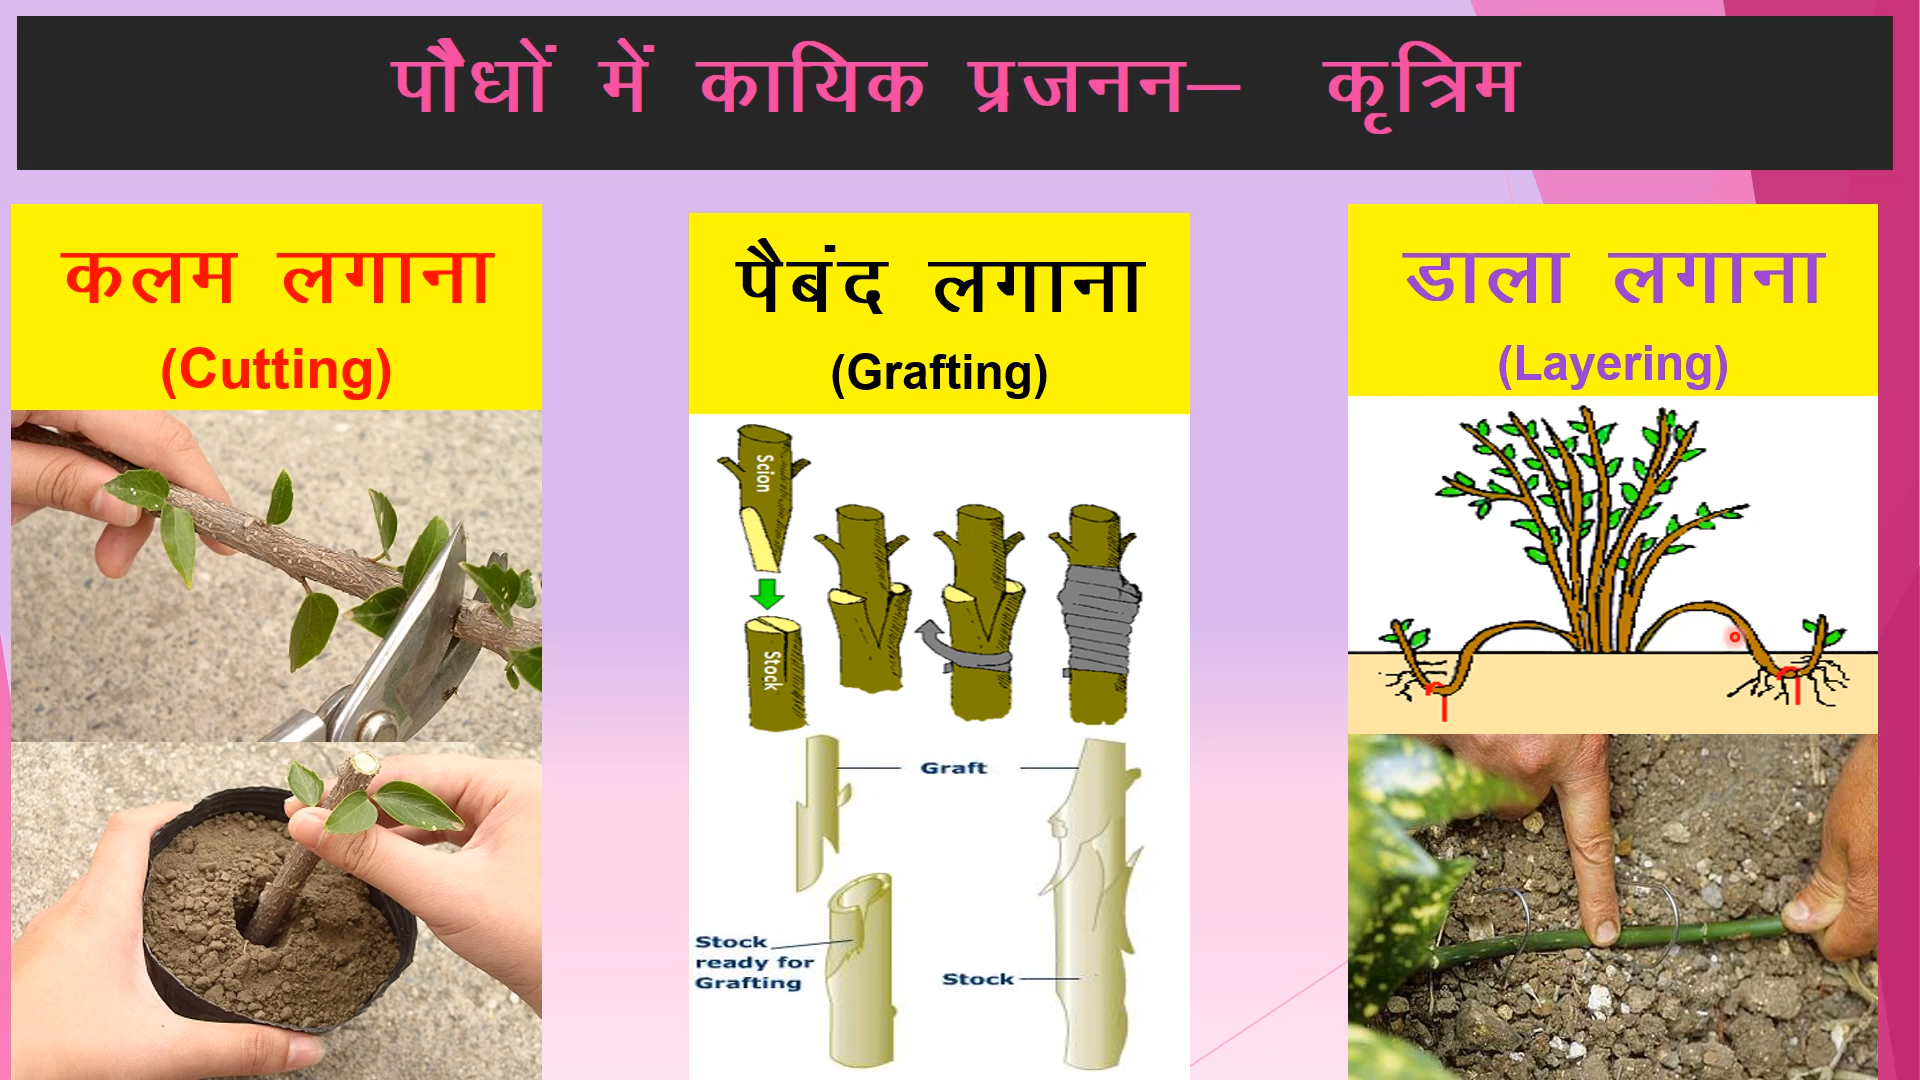 पौधों में कायिक प्रजनन– कृत्रिम
कलम लगाना
(Cutting)
पैबंद लगाना
(Grafting)
Scion
Stock
Graft
Stock
ready for
Grafting
Stock
डाला लगाना
(Layering)